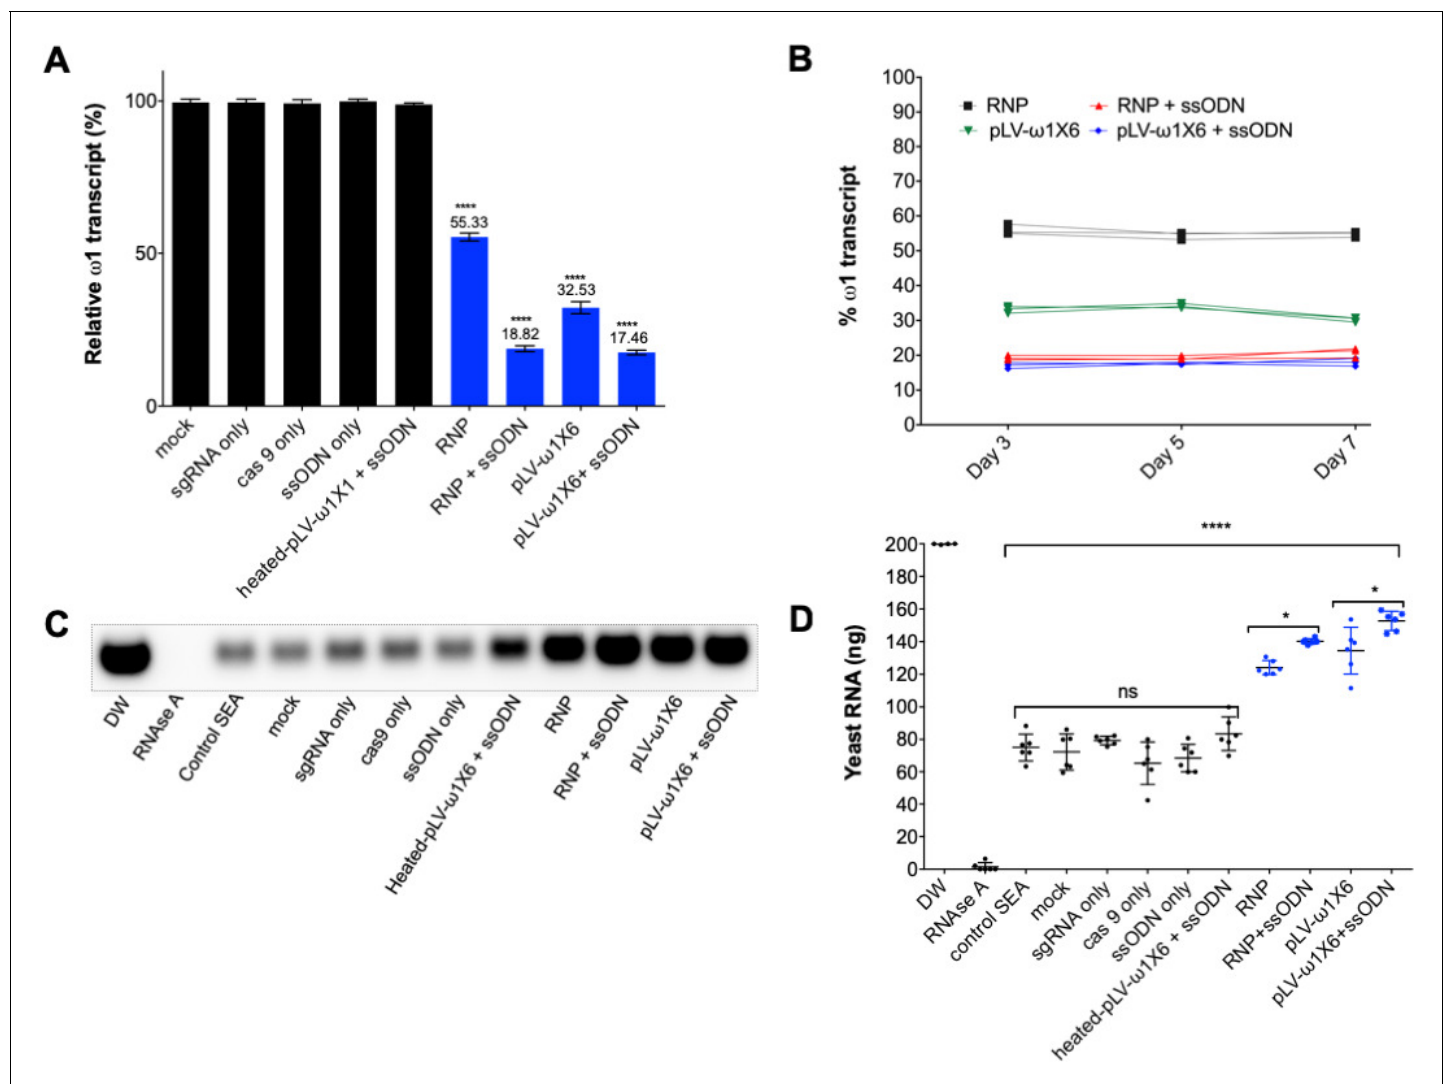 A
Relative ω1 transcript (%)
100
50
0
****
55.33
****
18.82
****
32.53
****
17.46
mock
sgRNA only
cas 9 only
ssODN only
heated-pLV-ω1X1 + ssODN
RNP
RNP + ssODN
pLV-ω1X6
pLV-ω1X6+ ssODN
B
% ω1 transcript
100
90
80
70
60
50
40
30
20
10
0
RNP
RNP + ssODN
pLV-ω1X6
pLV-ω1X6 + ssODN
Day 3
Day 5
Day 7
C
DW
RNAse A
Control SEA
mock
sgRNA only
cas9 only
ssODN only
Heated-pLV-ω1X6 + ssODN
RNP
RNP + ssODN
pLV-ω1X6
pLV-ω1X6 + ssODN
D
Yeast RNA (ng)
200
180
160
140
120
100
80
60
40
20
0
****
*
*
ns
DW
RNAse A
control SEA
mock
sgRNA only
cas 9 only
ssODN only
heated-pLV-ω1X6 + ssODN
RNP
RNP+ssODN
pLV-ω1X6
pLV-ω1X6+ssODN